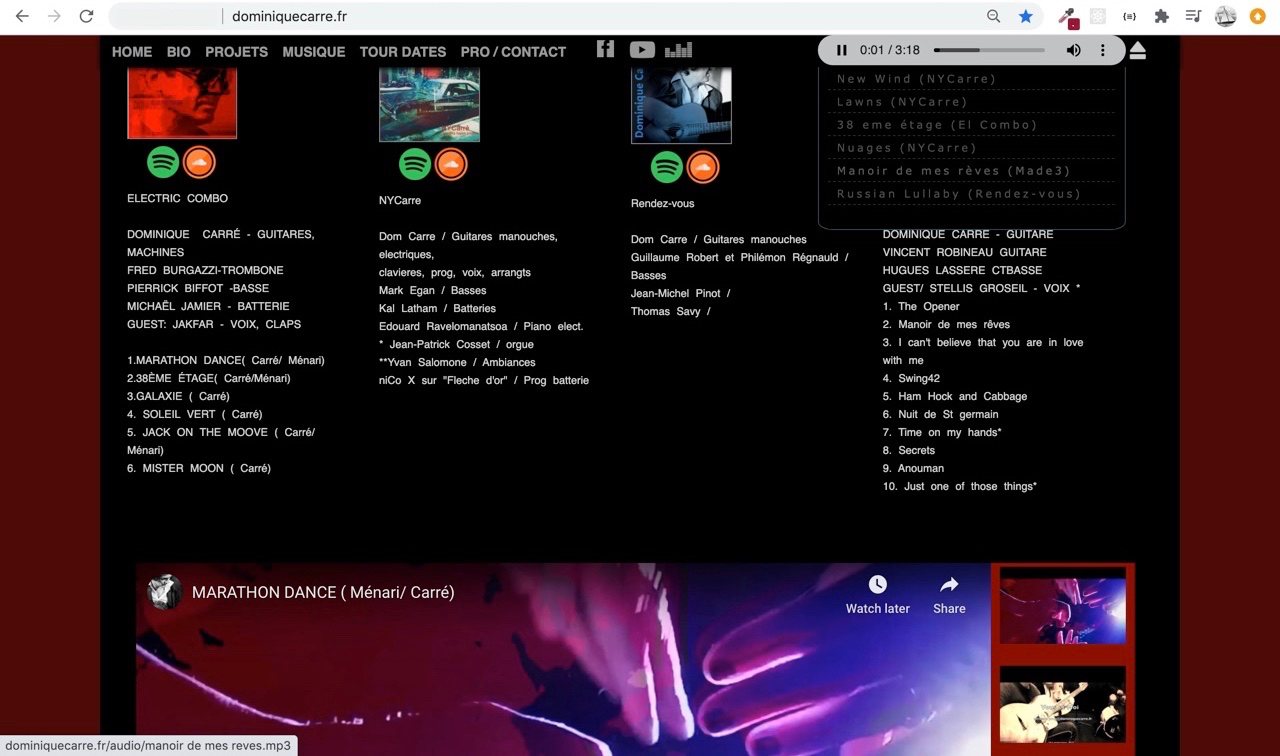 dominiquecarre.fr
HOME BIO PROJETS MUSIQUE TOUR DATES PRO / CONTACT
0:01 / 3:18
New Wind (NYCarre)
Lawns (NYCarre)
38 eme étage (El Combo)
Nuages (NYCarre)
Manoir de mes rèves (Made3)
Russian Lullaby (Rendez-vous)
ELECTRIC COMBO
DOMINIQUE CARRÉ - GUITARES,
MACHINES
FRED BURGAZZI-TROMBONE
PIERRICK BIFFOT -BASSE
MICHAËL JAMIER - BATTERIE
GUEST: JAKFAR - VOIX, CLAPS
1.MARATHON DANCE( Carré/ Ménari)
2.38ÈME ÉTAGE( Carré/Ménari)
3.GALAXIE ( Carré)
4. SOLEIL VERT ( Carré)
5. JACK ON THE MOOVE ( Carré/
Ménari)
6. MISTER MOON ( Carré)
NYCarré
NYCarre
Dom Carre / Guitares manouches,
electriques,
clavieres, prog, voix, arrangts
Mark Egan / Basses
Kal Latham / Batteries
Edouard Ravelomanatsoa / Piano elect.
* Jean-Patrick Cosset / orgue
**Yvan Salomone / Ambiances
niCo X sur "Fleche d'or" / Prog batterie
Dominique Ca
Rendez-vous
Dom Carre / Guitares manouches
Guillaume Robert et Philémon Régnauld /
Basses
Jean-Michel Pinot /
Thomas Savy /
DOMINIQUE CARRE - GUITARE
VINCENT ROBINEAU GUITARE
HUGUES LASSERE CTBASSE
GUEST/ STELLIS GROSEIL - VOIX *
1. The Opener
2. Manoir de mes rêves
3. I can't believe that you are in love
with me
4. Swing42
5. Ham Hock and Cabbage
6. Nuit de St germain
7. Time on my hands*
8. Secrets
9. Anouman
10. Just one of those things*
MARATHON DANCE ( Ménari/ Carré)
Watch later
Share
dominiquecarre.fr/audio/manoir de mes reves.mp3